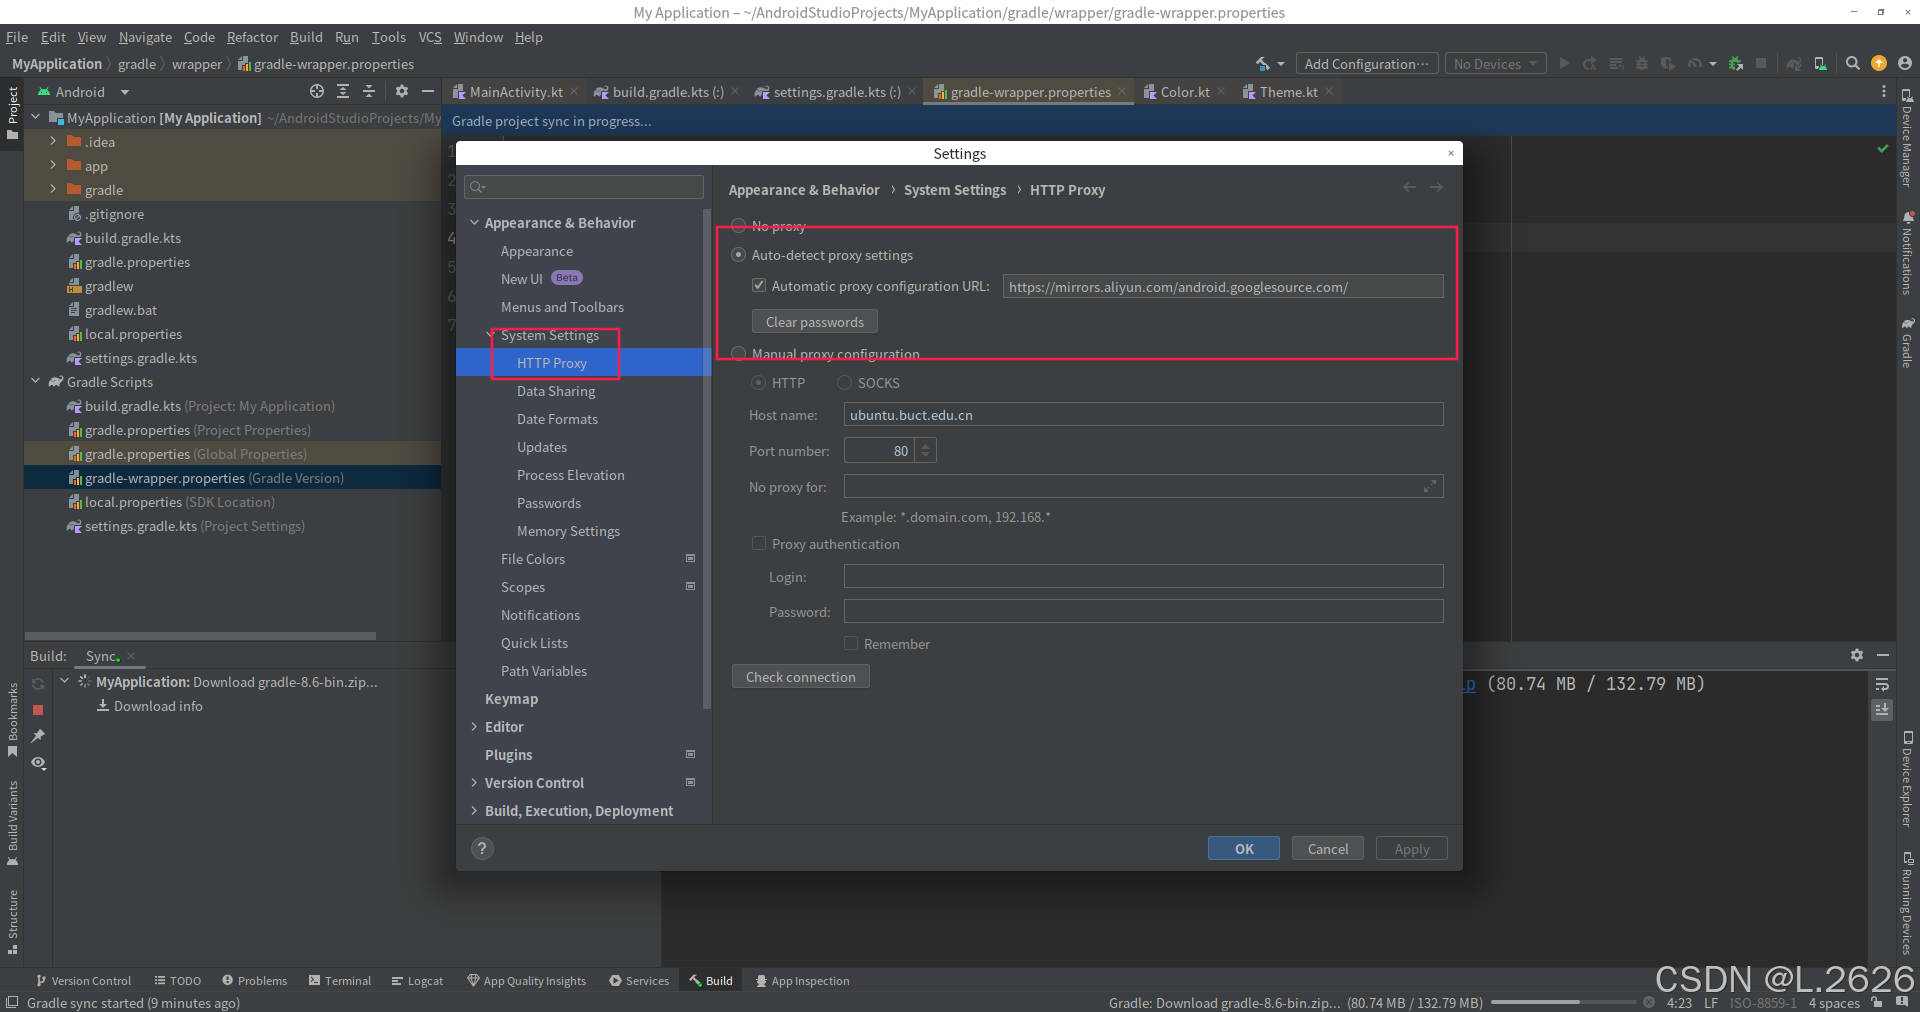 My Application – ~/AndroidStudioProjects/MyApplication/gradle/wrapper/gradle-wrapper.properties
File Edit View Navigate Code Refactor Build Run Tools VCS Window Help
MyApplication gradle wrapper gradle-wrapper.properties
Add Configuration··· No Devices
Project
Android
MainActivity.kt build.gradle.kts (:) settings.gradle.kts (:) gradle-wrapper.properties Color.kt Theme.kt
MyApplication [My Application] ~/AndroidStudioProjects/My
Gradle project sync in progress...
.idea
app
gradle
.gitignore
build.gradle.kts
gradle.properties
gradlew
gradlew.bat
local.properties
settings.gradle.kts
Gradle Scripts
build.gradle.kts (Project: My Application)
gradle.properties (Project Properties)
gradle.properties (Global Properties)
gradle-wrapper.properties (Gradle Version)
local.properties (SDK Location)
settings.gradle.kts (Project Settings)
1
2
3
4
5
6
7
Settings
Appearance & Behavior
Appearance
New UI Beta
Menus and Toolbars
System Settings
HTTP Proxy
Data Sharing
Date Formats
Updates
Process Elevation
Passwords
Memory Settings
File Colors
Scopes
Notifications
Quick Lists
Path Variables
Keymap
Editor
Plugins
Version Control
Build, Execution, Deployment
Appearance & Behavior › System Settings › HTTP Proxy
No proxy
Auto-detect proxy settings
Automatic proxy configuration URL: https://mirrors.aliyun.com/android.googlesource.com/
Clear passwords
Manual proxy configuration
HTTP SOCKS
Host name: ubuntu.buct.edu.cn
Port number: 80
No proxy for:
Example: *.domain.com, 192.168.*
Proxy authentication
Login:
Password:
Remember
Check connection
?
OK Cancel Apply
Device Manager
Notifications
Gradle
Device Explorer
Running Devices
Bookmarks
Build Variants
Structure
Build: Sync
MyApplication: Download gradle-8.6-bin.zip...
Download info
ip (80.74 MB / 132.79 MB)
Version Control TODO Problems Terminal Logcat App Quality Insights Services Build App Inspection
Gradle sync started (9 minutes ago)
Gradle: Download gradle-8.6-bin.zip... (80.74 MB / 132.79 MB) 4:23 LF ISO-8859-1 4 spaces
CSDN @L.2626